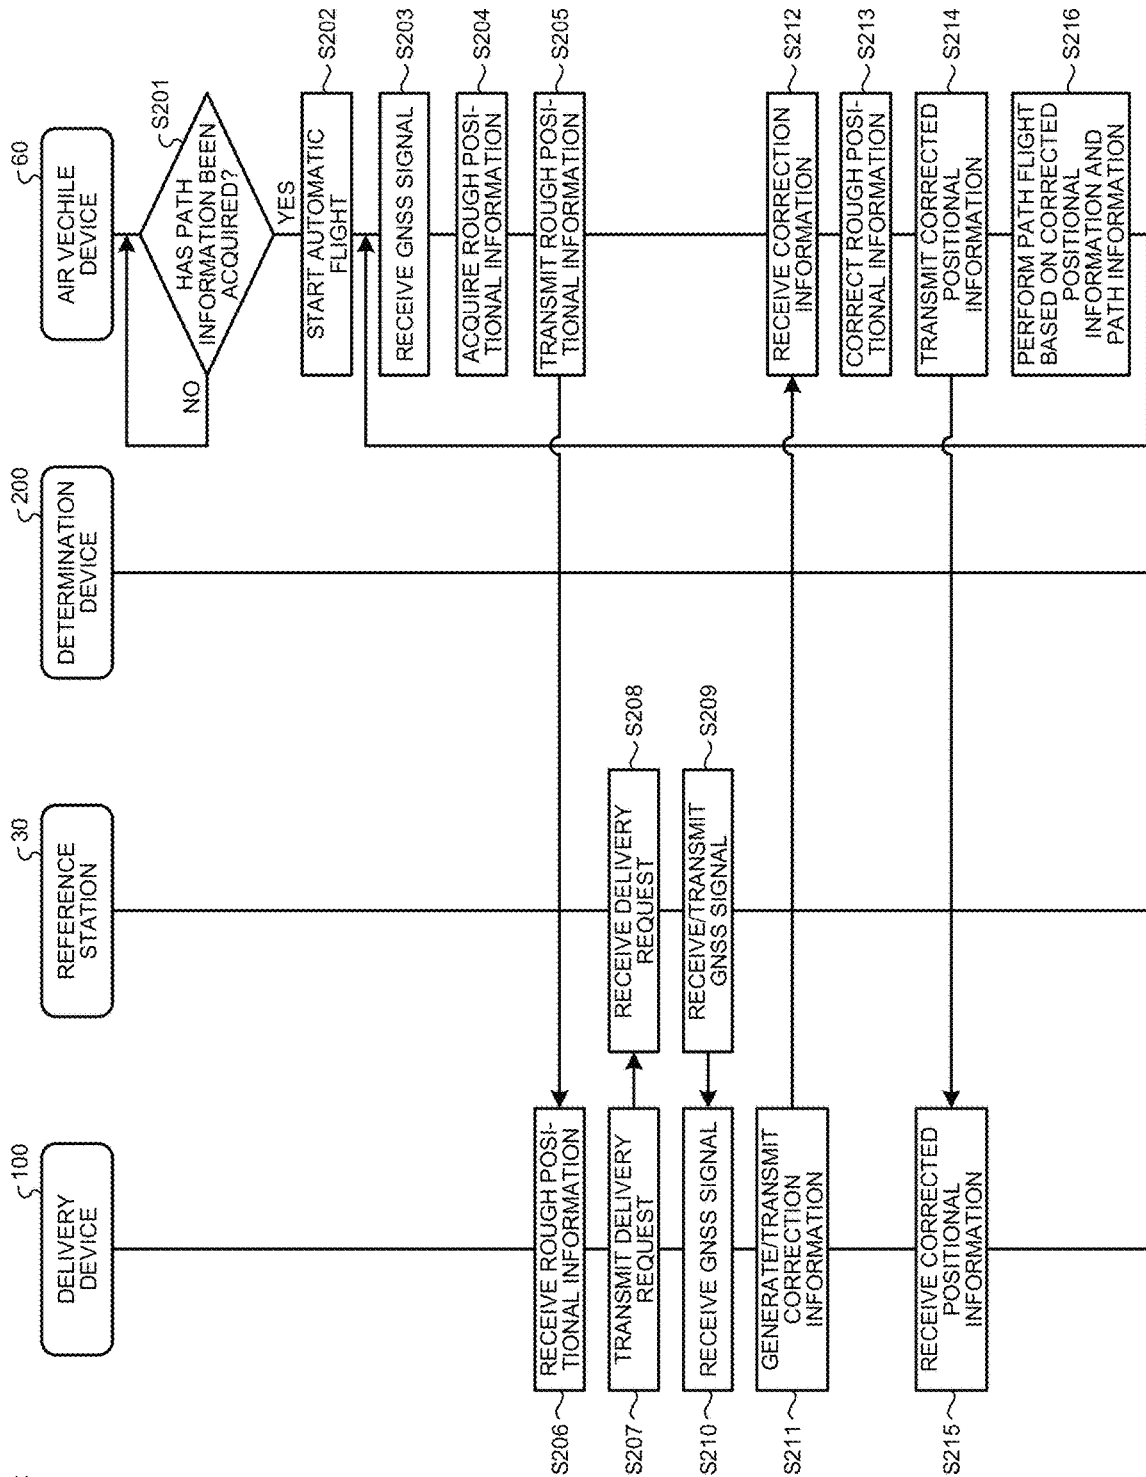 100
DELIVERY
DEVICE
30
REFERENCE
STATION
200
DETERMINATION
DEVICE
60
AIR VECHILE
DEVICE
S201
HAS PATH
INFORMATION BEEN
ACQUIRED?
NO
YES
START AUTOMATIC
FLIGHT
S202
RECEIVE GNSS SIGNAL
S203
ACQUIRE ROUGH POSI-
TIONAL INFORMATION
S204
TRANSMIT ROUGH POSI-
TIONAL INFORMATION
S205
S206
RECEIVE ROUGH POSI-
TIONAL INFORMATION
S207
TRANSMIT DELIVERY
REQUEST
RECEIVE DELIVERY
REQUEST
S208
RECEIVE/TRANSMIT
GNSS SIGNAL
S209
S210
RECEIVE GNSS SIGNAL
S211
GENERATE/TRANSMIT
CORRECTION
INFORMATION
RECEIVE CORRECTION
INFORMATION
S212
CORRECT ROUGH POSI-
TIONAL INFORMATION
S213
TRANSMIT CORRECTED
POSITIONAL
INFORMATION
S214
S215
RECEIVE CORRECTED
POSITIONAL
INFORMATION
PERFORM PATH FLIGHT
BASED ON CORRECTED
POSITIONAL
INFORMATION AND
PATH INFORMATION
S216